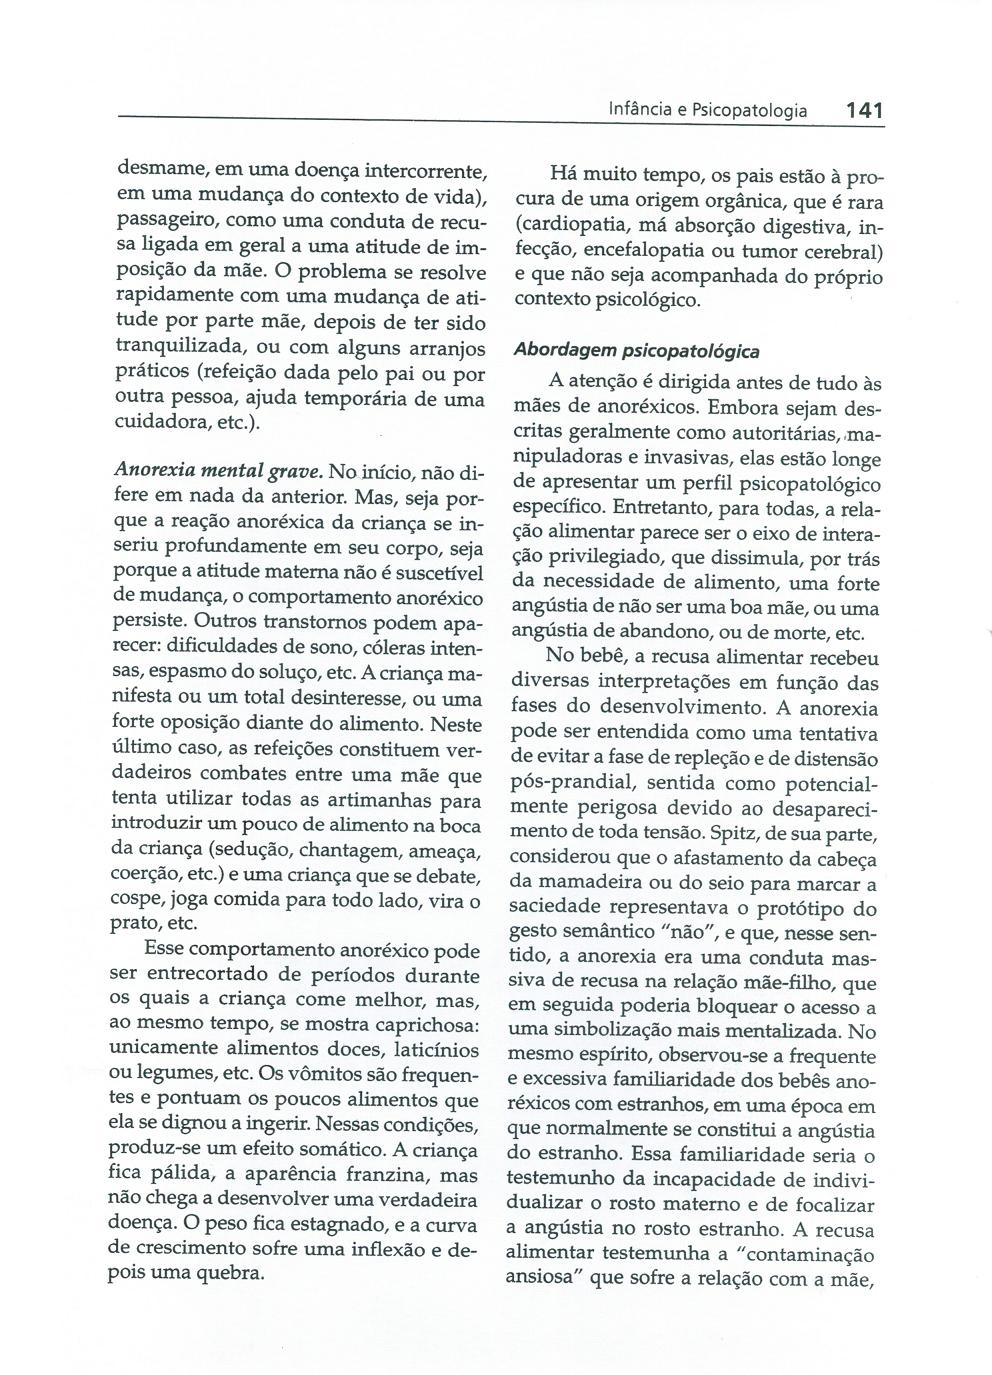 Infância e Psicopatologia 141
desmame, em uma doença intercorrente,
em uma mudança do contexto de vida),
passageiro, como uma conduta de recu-
sa ligada em geral a uma atitude de im-
posição da mãe. O problema se resolve
rapidamente com uma mudança de ati-
tude por parte mãe, depois de ter sido
tranquilizada, ou com alguns arranjos
práticos (refeição dada pelo pai ou por
outra pessoa, ajuda temporária de uma
cuidadora, etc.).
Anorexia mental grave. No início, não di-
fere em nada da anterior. Mas, seja por-
que a reação anoréxica da criança se in-
seriu profundamente em seu corpo, seja
porque a atitude materna não é suscetível
de mudança, o comportamento anoréxico
persiste. Outros transtornos podem apa-
recer: dificuldades de sono, cóleras inten-
sas, espasmo do soluço, etc. A criança ma-
nifesta ou um total desinteresse, ou uma
forte oposição diante do alimento. Neste
último caso, as refeições constituem ver-
dadeiros combates entre uma mãe que
tenta utilizar todas as artimanhas para
introduzir um pouco de alimento na boca
da criança (sedução, chantagem, ameaça,
coerção, etc.) e uma criança que se debate,
cospe, joga comida para todo lado, vira o
prato, etc.
Esse comportamento anoréxico pode
ser entrecortado de períodos durante
os quais a criança come melhor, mas,
ao mesmo tempo, se mostra caprichosa:
unicamente alimentos doces, laticínios
ou legumes, etc. Os vômitos são frequen-
tes e pontuam os poucos alimentos que
ela se dignou a ingerir. Nessas condições,
produz-se um efeito somático. A criança
fica pálida, a aparência franzina, mas
não chega a desenvolver uma verdadeira
doença. O peso fica estagnado, e a curva
de crescimento sofre uma inflexão e de-
pois uma quebra.
Há muito tempo, os pais estão à pro-
cura de uma origem orgânica, que é rara
(cardiopatia, má absorção digestiva, in-
fecção, encefalopatia ou tumor cerebral)
e que não seja acompanhada do próprio
contexto psicológico.
Abordagem psicopatológica
A atenção é dirigida antes de tudo às
mães de anoréxicos. Embora sejam des-
critas geralmente como autoritárias, ma-
nipuladoras e invasivas, elas estão longe
de apresentar um perfil psicopatológico
específico. Entretanto, para todas, a rela-
ção alimentar parece ser o eixo de intera-
ção privilegiado, que dissimula, por trás
da necessidade de alimento, uma forte
angústia de não ser uma boa mãe, ou uma
angústia de abandono, ou de morte, etc.
No bebê, a recusa alimentar recebeu
diversas interpretações em função das
fases do desenvolvimento. A anorexia
pode ser entendida como uma tentativa
de evitar a fase de repleção e de distensão
pós-prandial, sentida como potencial-
mente perigosa devido ao desapareci-
mento de toda tensão. Spitz, de sua parte,
considerou que o afastamento da cabeça
da mamadeira ou do seio para marcar a
saciedade representava o protótipo do
gesto semântico "não", e que, nesse sen-
tido, a anorexia era uma conduta mas-
siva de recusa na relação mãe-filho, que
em seguida poderia bloquear o acesso a
uma simbolização mais mentalizada. No
mesmo espírito, observou-se a frequente
e excessiva familiaridade dos bebês ano-
réxicos com estranhos, em uma época em
que normalmente se constitui a angústia
do estranho. Essa familiaridade seria o
testemunho da incapacidade de indivi-
dualizar o rosto materno e de focalizar
a angústia no rosto estranho. A recusa
alimentar testemunha a "contaminação
ansiosa" que sofre a relação com a mãe,